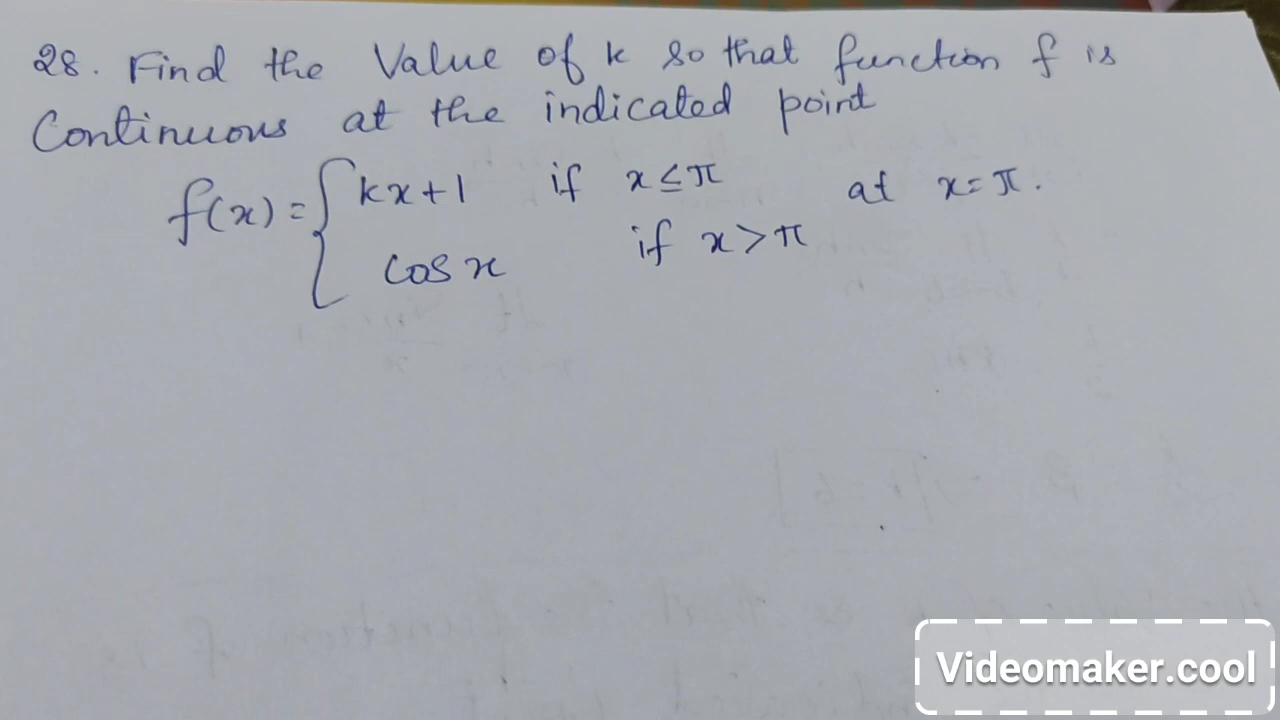 28. Find the Value of k so that function f is
Continuous at the indicated point
f(x) = { kx+1 if x ≤ π at x = π.
cos x if x > π
Videomaker.cool